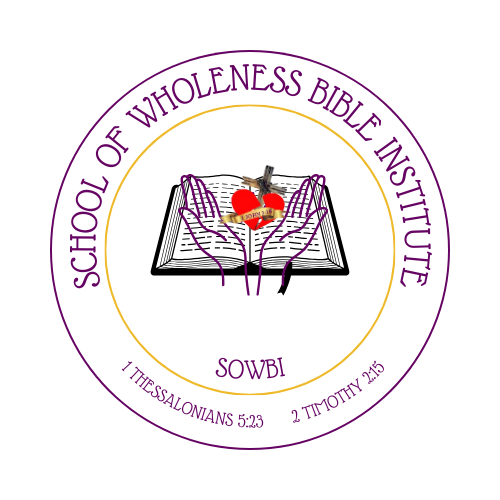 SCHOOL OF WHOLENESS BIBLE INSTITUTE
SOWBI
1 THESSALONIANS 5:23
2 TIMOTHY 2:15